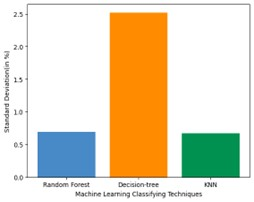 Standard Deviation(in %)
2.5
2.0
1.5
1.0
0.5
0.0
Random Forest Decision-tree KNN
Machine Learning Classifying Techniques